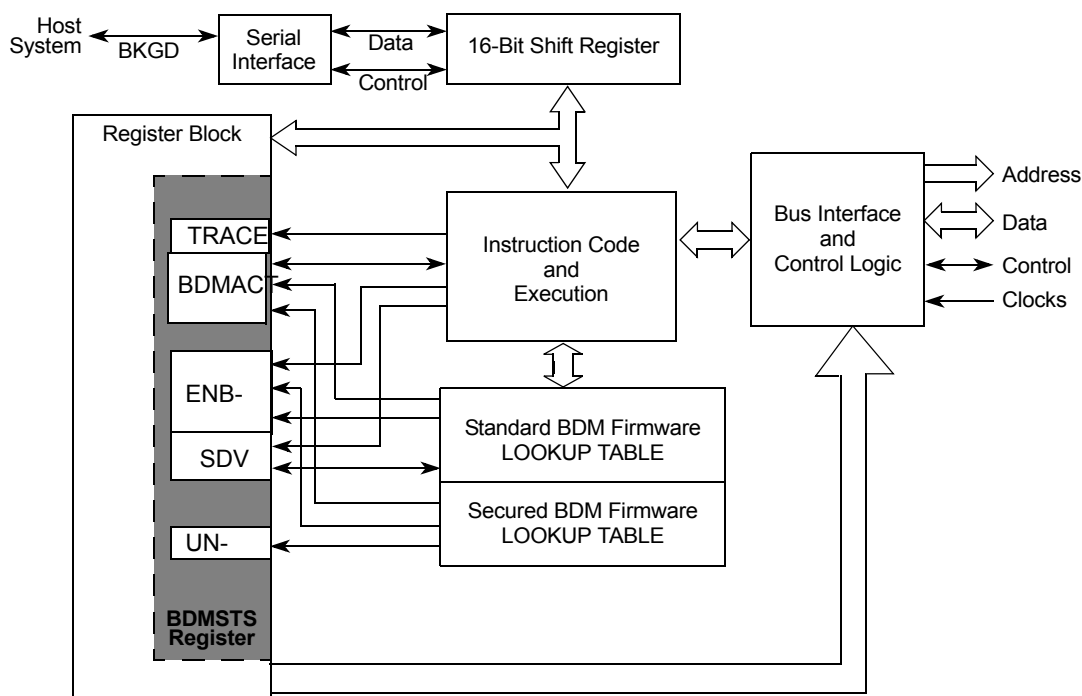 Host
System
BKGD
Serial
Interface
Data
Control
16-Bit Shift Register
Register Block
TRACE
BDMACT
ENB-
SDV
UN-
BDMSTS
Register
Instruction Code
and
Execution
Standard BDM Firmware
LOOKUP TABLE
Secured BDM Firmware
LOOKUP TABLE
Bus Interface
and
Control Logic
Address
Data
Control
Clocks